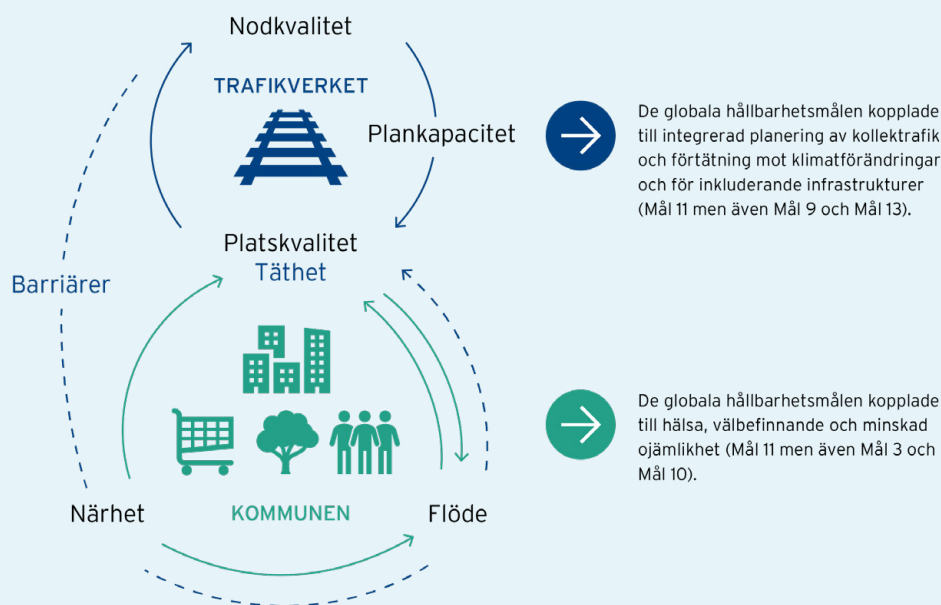 Nodkvalitet
TRAFIKVERKET
Plankapacitet
De globala hållbarhetsmålen kopplade
till integrerad planering av kollektrafik
och förtätning mot klimatförändringar
och för inkluderande infrastrukturer
(Mål 11 men även Mål 9 och Mål 13).
Platskvalitet
Täthet
Barriärer
De globala hållbarhetsmålen kopplade
till hälsa, välbefinnande och minskad
ojämlikhet (Mål 11 men även Mål 3 och
Mål 10).
Närhet
KOMMUNEN
Flöde